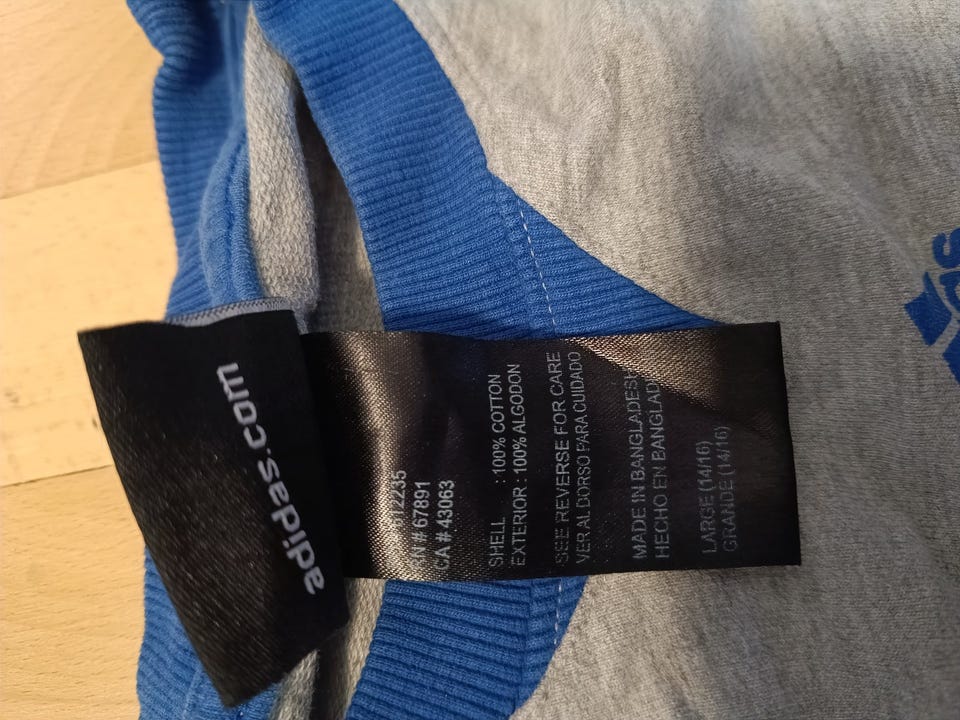 adidas.com
RN# 67891
CA# 43063
SHELL : 100% COTTON
EXTERIOR : 100% ALGODON
SEE REVERSE FOR CARE
VER AL DORSO PARA CUIDADO
MADE IN BANGLADESH
HECHO EN BANGLADESH
LARGE (14/16)
GRANDE (14/16)